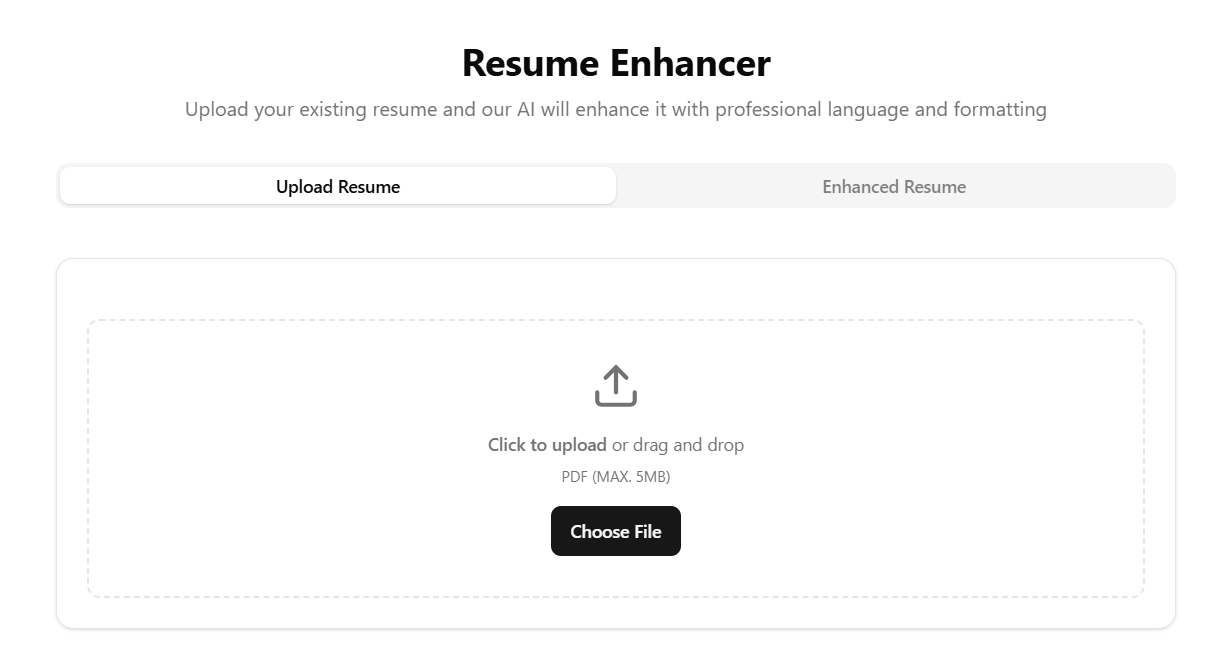 Resume Enhancer
Upload your existing resume and our AI will enhance it with professional language and formatting
Upload Resume
Enhanced Resume
Click to upload or drag and drop
PDF (MAX. 5MB)
Choose File